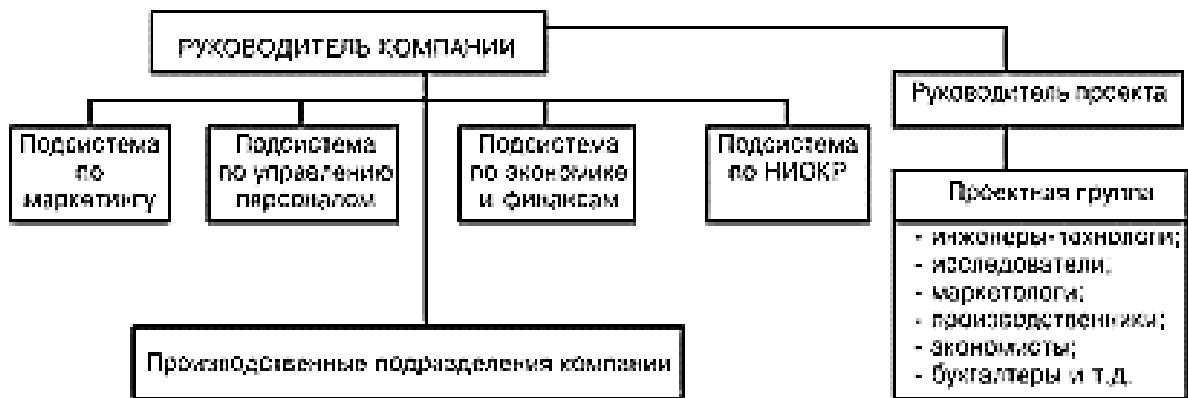 РУКОВОДИТЕЛЬ КОМПАНИИ
Руководитель проекта
Подсистема
по
маркетингу
Подсистема
по управлению
персоналом
Подсистема
по экономике
и финансам
Подсистема
по НИОКР
Проектная группа
- инженеры-технологи;
- исследователи;
- маркетологи;
- производственники;
- экономисты;
- бухгалтеры и т.д.
Производственные подразделения компании